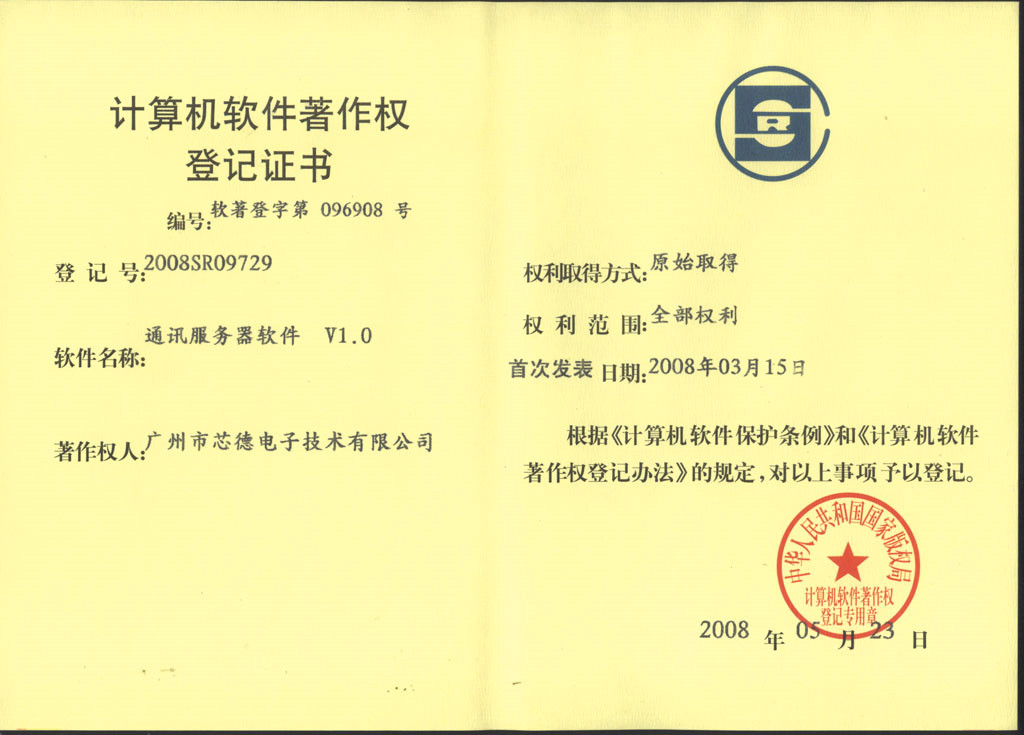 计算机软件著作权
登记证书
编号:软著登字第 096908 号
登 记 号:2008SR09729
软件名称:通讯服务器软件 V1.0
著作权人:广州市芯德电子技术有限公司
SR
权利取得方式:原始取得
权 利 范 围:全部权利
首次发表日期:2008年03月15日
根据《计算机软件保护条例》和《计算机软件
著作权登记办法》的规定,对以上事项予以登记。
中华人民共和国国家版权局
计算机软件著作权
登记专用章
2008 年 05 月 23 日